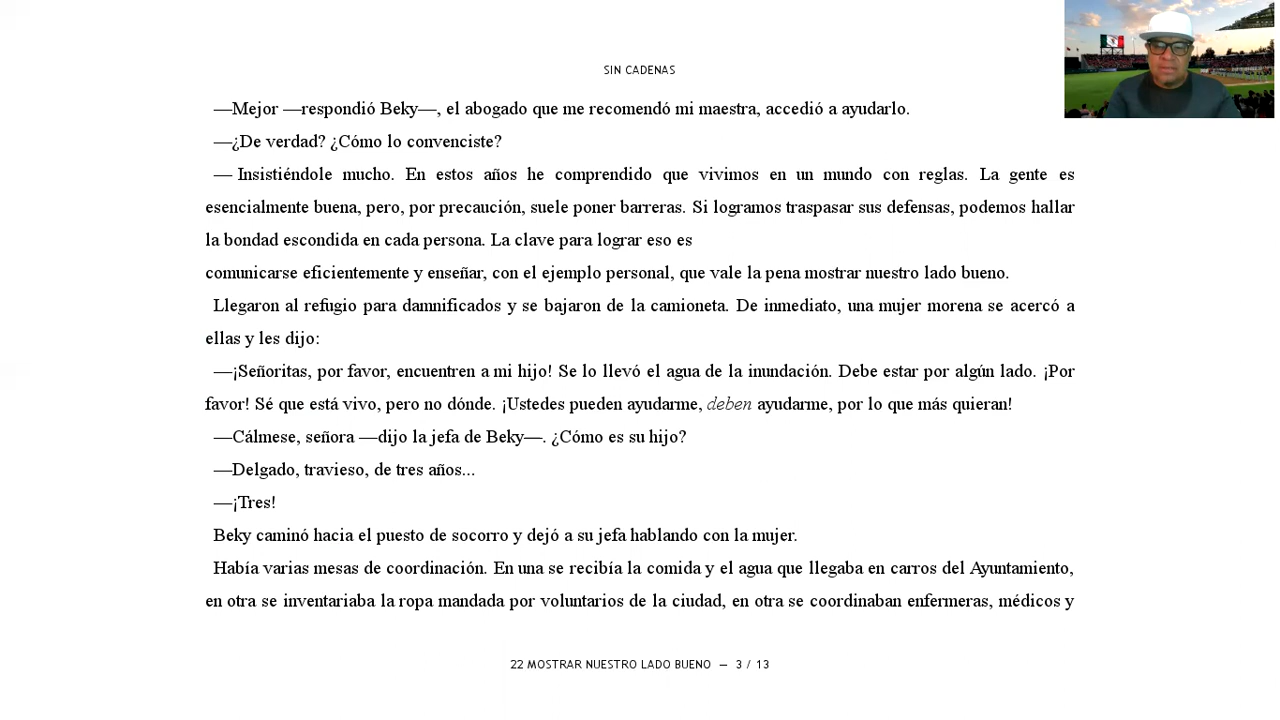 SIN CADENAS
—Mejor —respondió Beky—, el abogado que me recomendó mi maestra, accedió a ayudarlo.
—¿De verdad? ¿Cómo lo convenciste?
— Insistiéndole mucho. En estos años he comprendido que vivimos en un mundo con reglas. La gente es
esencialmente buena, pero, por precaución, suele poner barreras. Si logramos traspasar sus defensas, podemos hallar
la bondad escondida en cada persona. La clave para lograr eso es
comunicarse eficientemente y enseñar, con el ejemplo personal, que vale la pena mostrar nuestro lado bueno.
Llegaron al refugio para damnificados y se bajaron de la camioneta. De inmediato, una mujer morena se acercó a
ellas y les dijo:
—¡Señoritas, por favor, encuentren a mi hijo! Se lo llevó el agua de la inundación. Debe estar por algún lado. ¡Por
favor! Sé que está vivo, pero no dónde. ¡Ustedes pueden ayudarme, deben ayudarme, por lo que más quieran!
—Cálmese, señora —dijo la jefa de Beky—. ¿Cómo es su hijo?
—Delgado, travieso, de tres años...
—¡Tres!
Beky caminó hacia el puesto de socorro y dejó a su jefa hablando con la mujer.
Había varias mesas de coordinación. En una se recibía la comida y el agua que llegaba en carros del Ayuntamiento,
en otra se inventariaba la ropa mandada por voluntarios de la ciudad, en otra se coordinaban enfermeras, médicos y
22 MOSTRAR NUESTRO LADO BUENO — 3 / 13